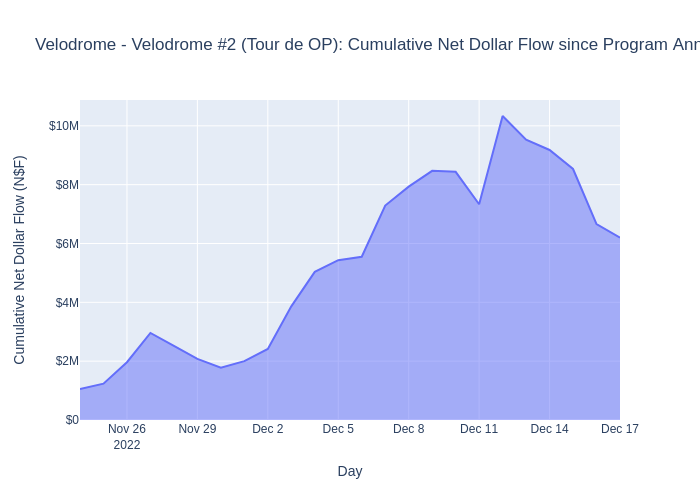 Velodrome - Velodrome #2 (Tour de OP): Cumulative Net Dollar Flow since Program Ann
Cumulative Net Dollar Flow (N$F)
$10M
$8M
$6M
$4M
$2M
$0
Nov 26 Nov 29 Dec 2 Dec 5 Dec 8 Dec 11 Dec 14 Dec 17
2022
Day